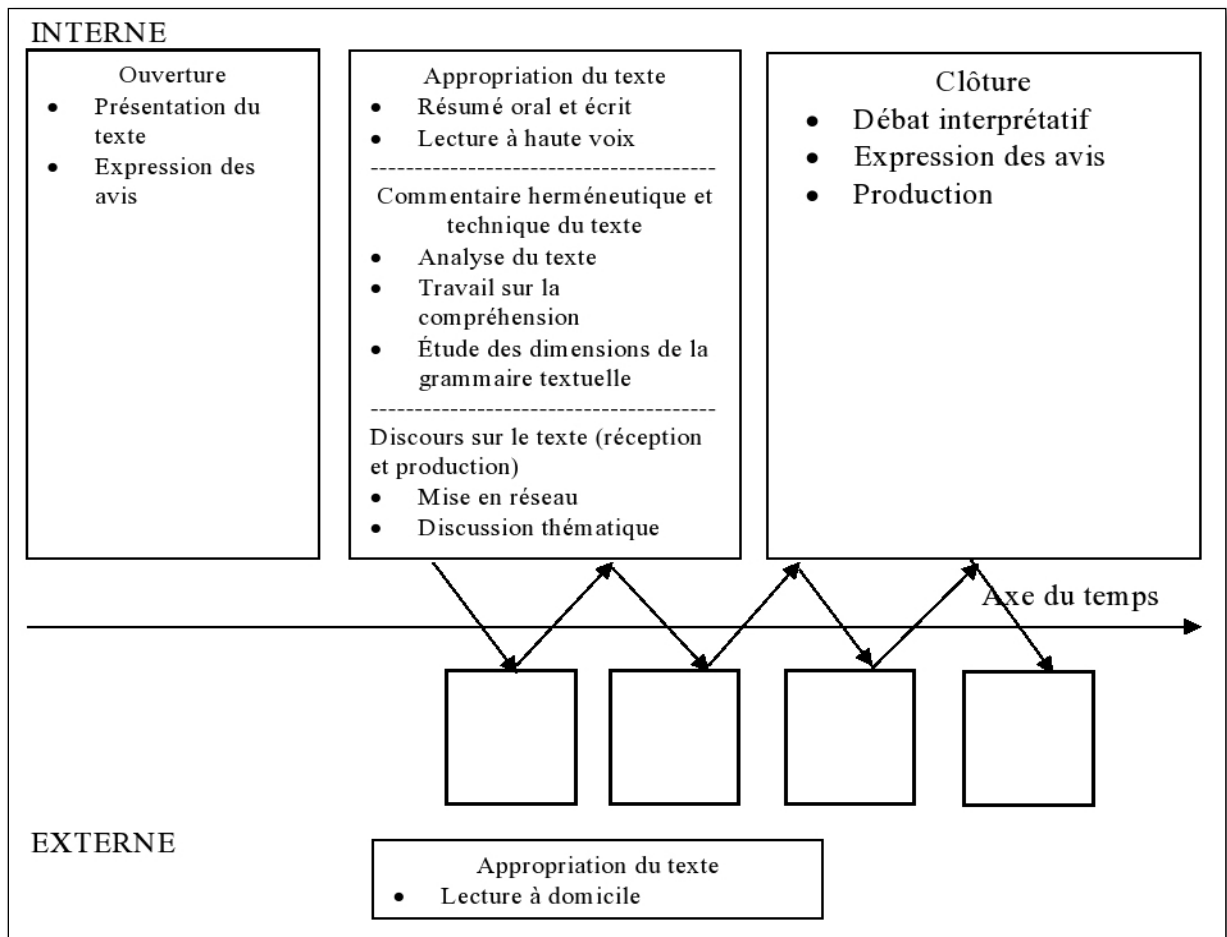 INTERNE
Ouverture
• Présentation du
texte
• Expression des
avis
Appropriation du texte
• Résumé oral et écrit
• Lecture à haute voix
---------------------------------------
Commentaire herméneutique et
technique du texte
• Analyse du texte
• Travail sur la
compréhension
• Étude des dimensions de la
grammaire textuelle
---------------------------------------
Discours sur le texte (réception
et production)
• Mise en réseau
• Discussion thématique
Clôture
• Débat interprétatif
• Expression des avis
• Production
Axe du temps
EXTERNE
Appropriation du texte
• Lecture à domicile